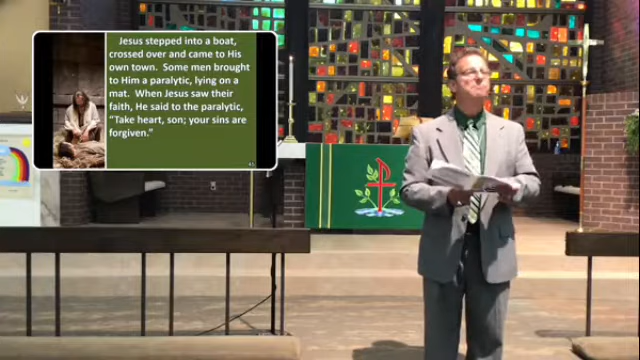 Jesus stepped into a boat,
crossed over and came to His
own town. Some men brought
to Him a paralytic, lying on a
mat. When Jesus saw their
faith, He said to the paralytic,
"Take heart, son; your sins are
forgiven."